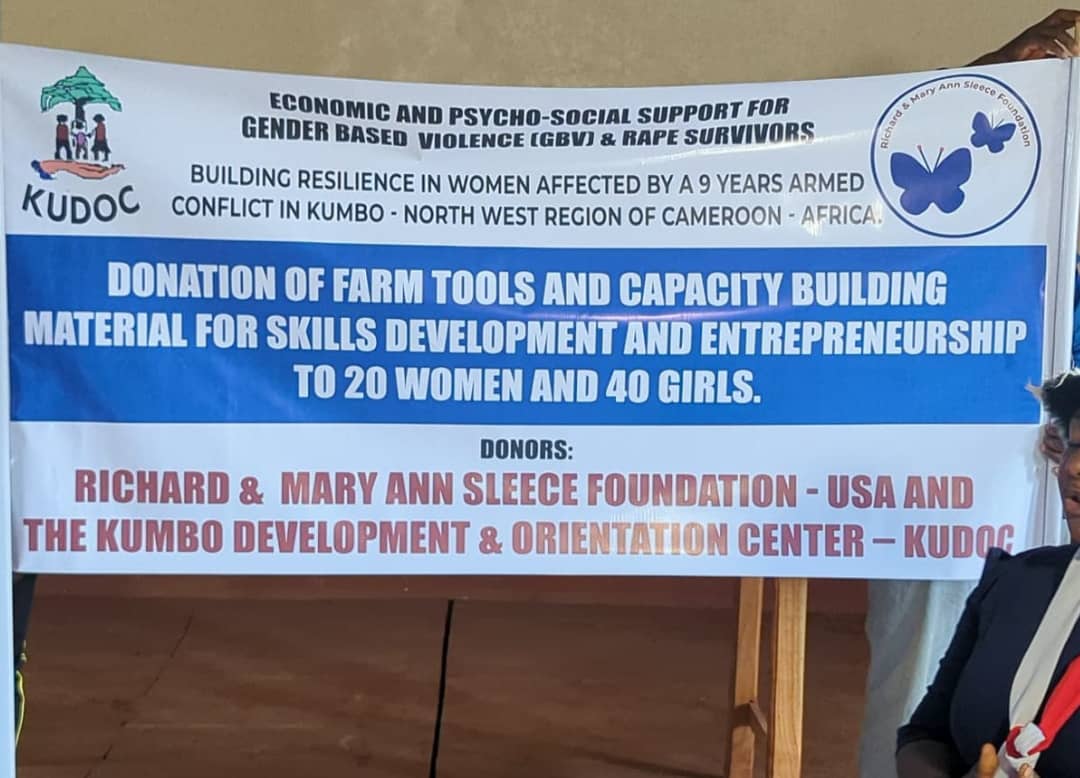 ECONOMIC AND PSYCHO-SOCIAL SUPPORT FOR
GENDER BASED VIOLENCE (GBV) & RAPE SURVIVORS
Richard & Mary Ann Sleece Foundation
KUDOC
BUILDING RESILIENCE IN WOMEN AFFECTED BY A 9 YEARS ARMED
CONFLICT IN KUMBO - NORTH WEST REGION OF CAMEROON - AFRICA.
DONATION OF FARM TOOLS AND CAPACITY BUILDING
MATERIAL FOR SKILLS DEVELOPMENT AND ENTREPRENEURSHIP
TO 20 WOMEN AND 40 GIRLS.
DONORS:
RICHARD & MARY ANN SLEECE FOUNDATION - USA AND
THE KUMBO DEVELOPMENT & ORIENTATION CENTER – KUDOC